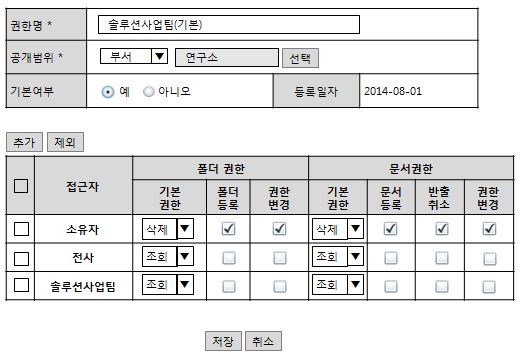 권한명 * 솔루션사업팀(기본)
공개범위 * 부서 연구소 선택
기본여부 예 아니오 등록일자 2014-08-01
추가 제외
접근자 폴더 권한 문서권한
기본 권한 폴더 등록 권한 변경 기본 권한 문서 등록 반출 취소 권한 변경
소유자 삭제 삭제
전사 조회 조회
솔루션사업팀 조회 조회
저장 취소